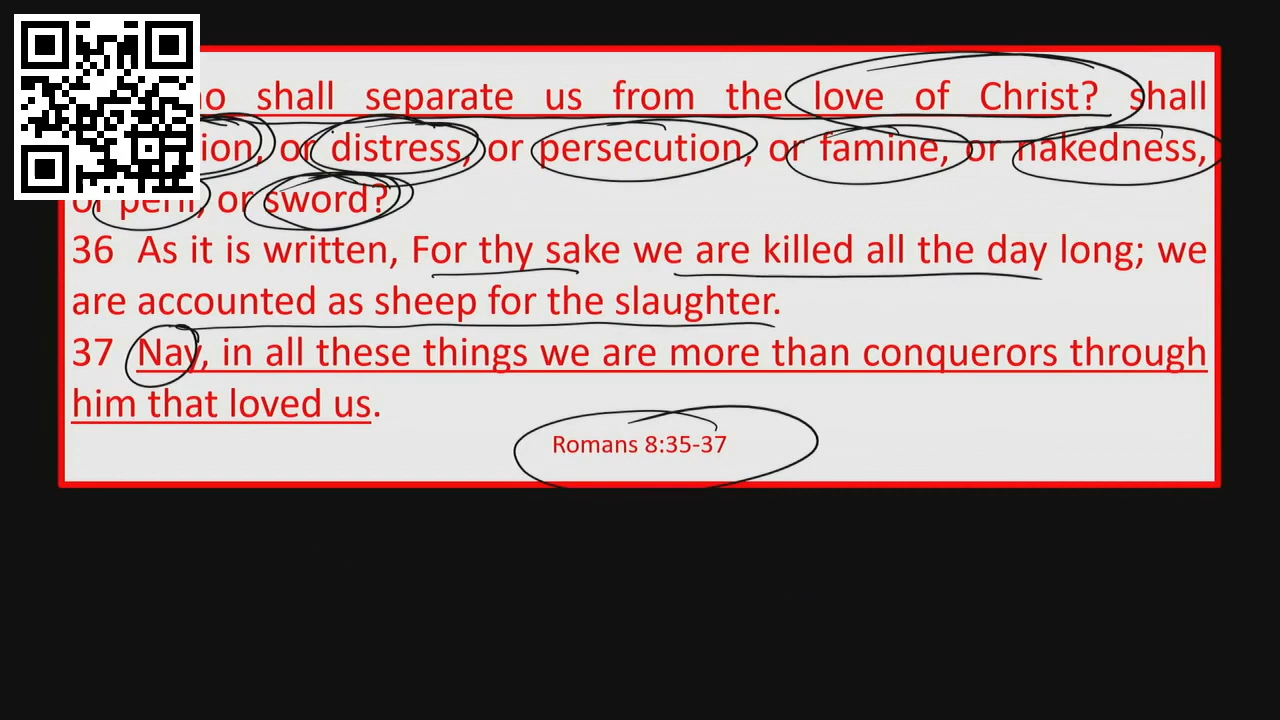 shall separate us from the love of Christ? shall
or distress, or persecution, or famine, or nakedness,
or peril, or sword?
36 As it is written, For thy sake we are killed all the day long; we
are accounted as sheep for the slaughter.
37 Nay, in all these things we are more than conquerors through
him that loved us.
Romans 8:35-37